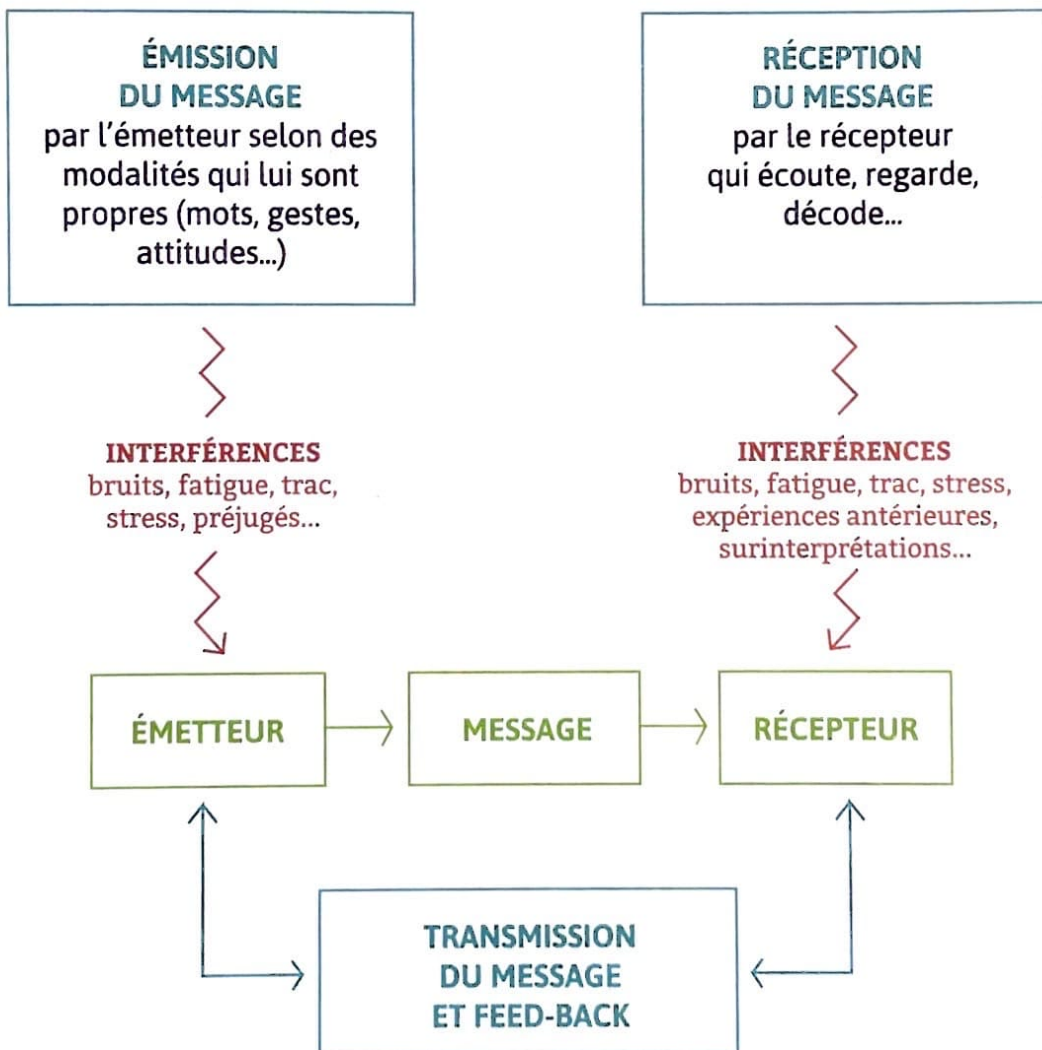 ÉMISSION
DU MESSAGE
par l'émetteur selon des
modalités qui lui sont
propres (mots, gestes,
attitudes...)
RÉCEPTION
DU MESSAGE
par le récepteur
qui écoute, regarde,
décode...
INTERFÉRENCES
bruits, fatigue, trac,
stress, préjugés...
INTERFÉRENCES
bruits, fatigue, trac, stress,
expériences antérieures,
surinterprétations...
ÉMETTEUR
MESSAGE
RÉCEPTEUR
TRANSMISSION
DU MESSAGE
ET FEED-BACK